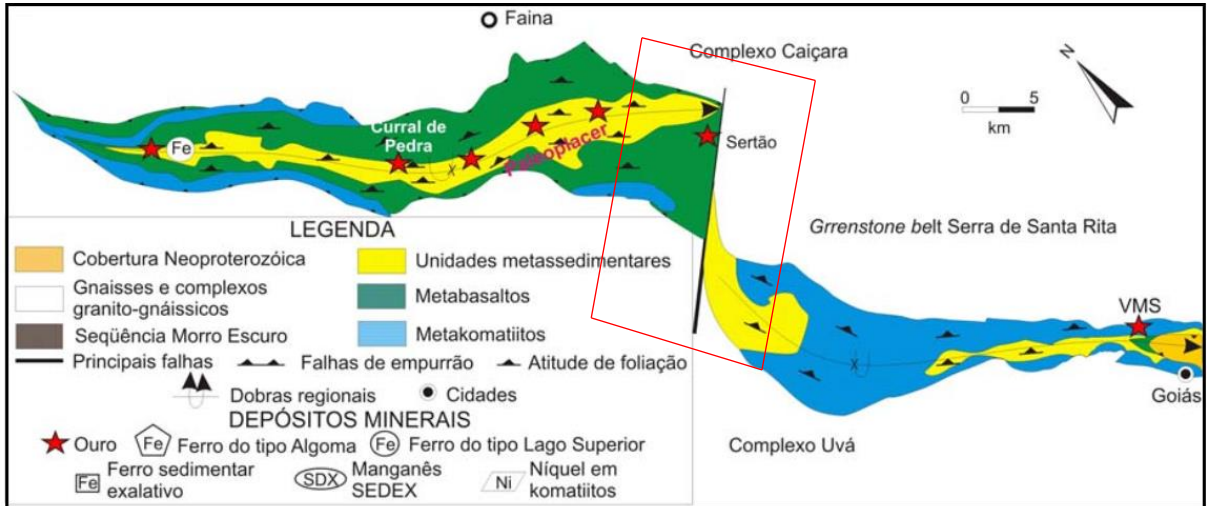 Faina
Complexo Caiçara
N
0 5
km
Curral de
Pedra
Fe
Paleoplacer
Sertão
Grrenstone belt Serra de Santa Rita
VMS
Goiás
Complexo Uvá
LEGENDA
Cobertura Neoproterozóica
Unidades metassedimentares
Gnaisses e complexos
granito-gnáissicos
Metabasaltos
Seqüência Morro Escuro
Metakomatiitos
Principais falhas
Falhas de empurrão
Atitude de foliação
Dobras regionais
Cidades
DEPÓSITOS MINERAIS
Ouro
Fe
Ferro do tipo Algoma
Fe
Ferro do tipo Lago Superior
Fe
Ferro sedimentar
exalativo
SDX
Manganês
SEDEX
Ni
Níquel em
komatiitos